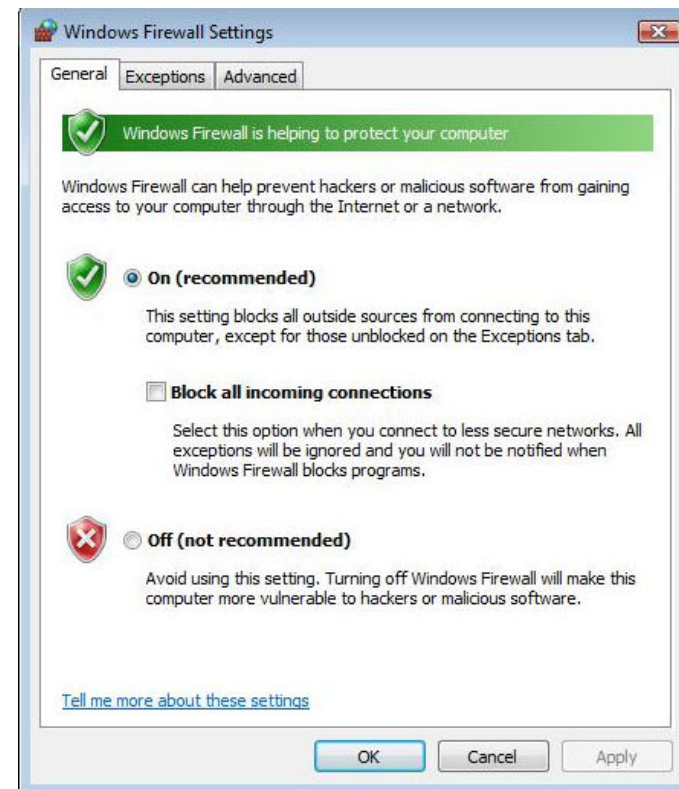 Windows Firewall Settings
General Exceptions Advanced
Windows Firewall is helping to protect your computer
Windows Firewall can help prevent hackers or malicious software from gaining
access to your computer through the Internet or a network.
On (recommended)
This setting blocks all outside sources from connecting to this
computer, except for those unblocked on the Exceptions tab.
Block all incoming connections
Select this option when you connect to less secure networks. All
exceptions will be ignored and you will not be notified when
Windows Firewall blocks programs.
Off (not recommended)
Avoid using this setting. Turning off Windows Firewall will make this
computer more vulnerable to hackers or malicious software.
Tell me more about these settings
OK Cancel Apply